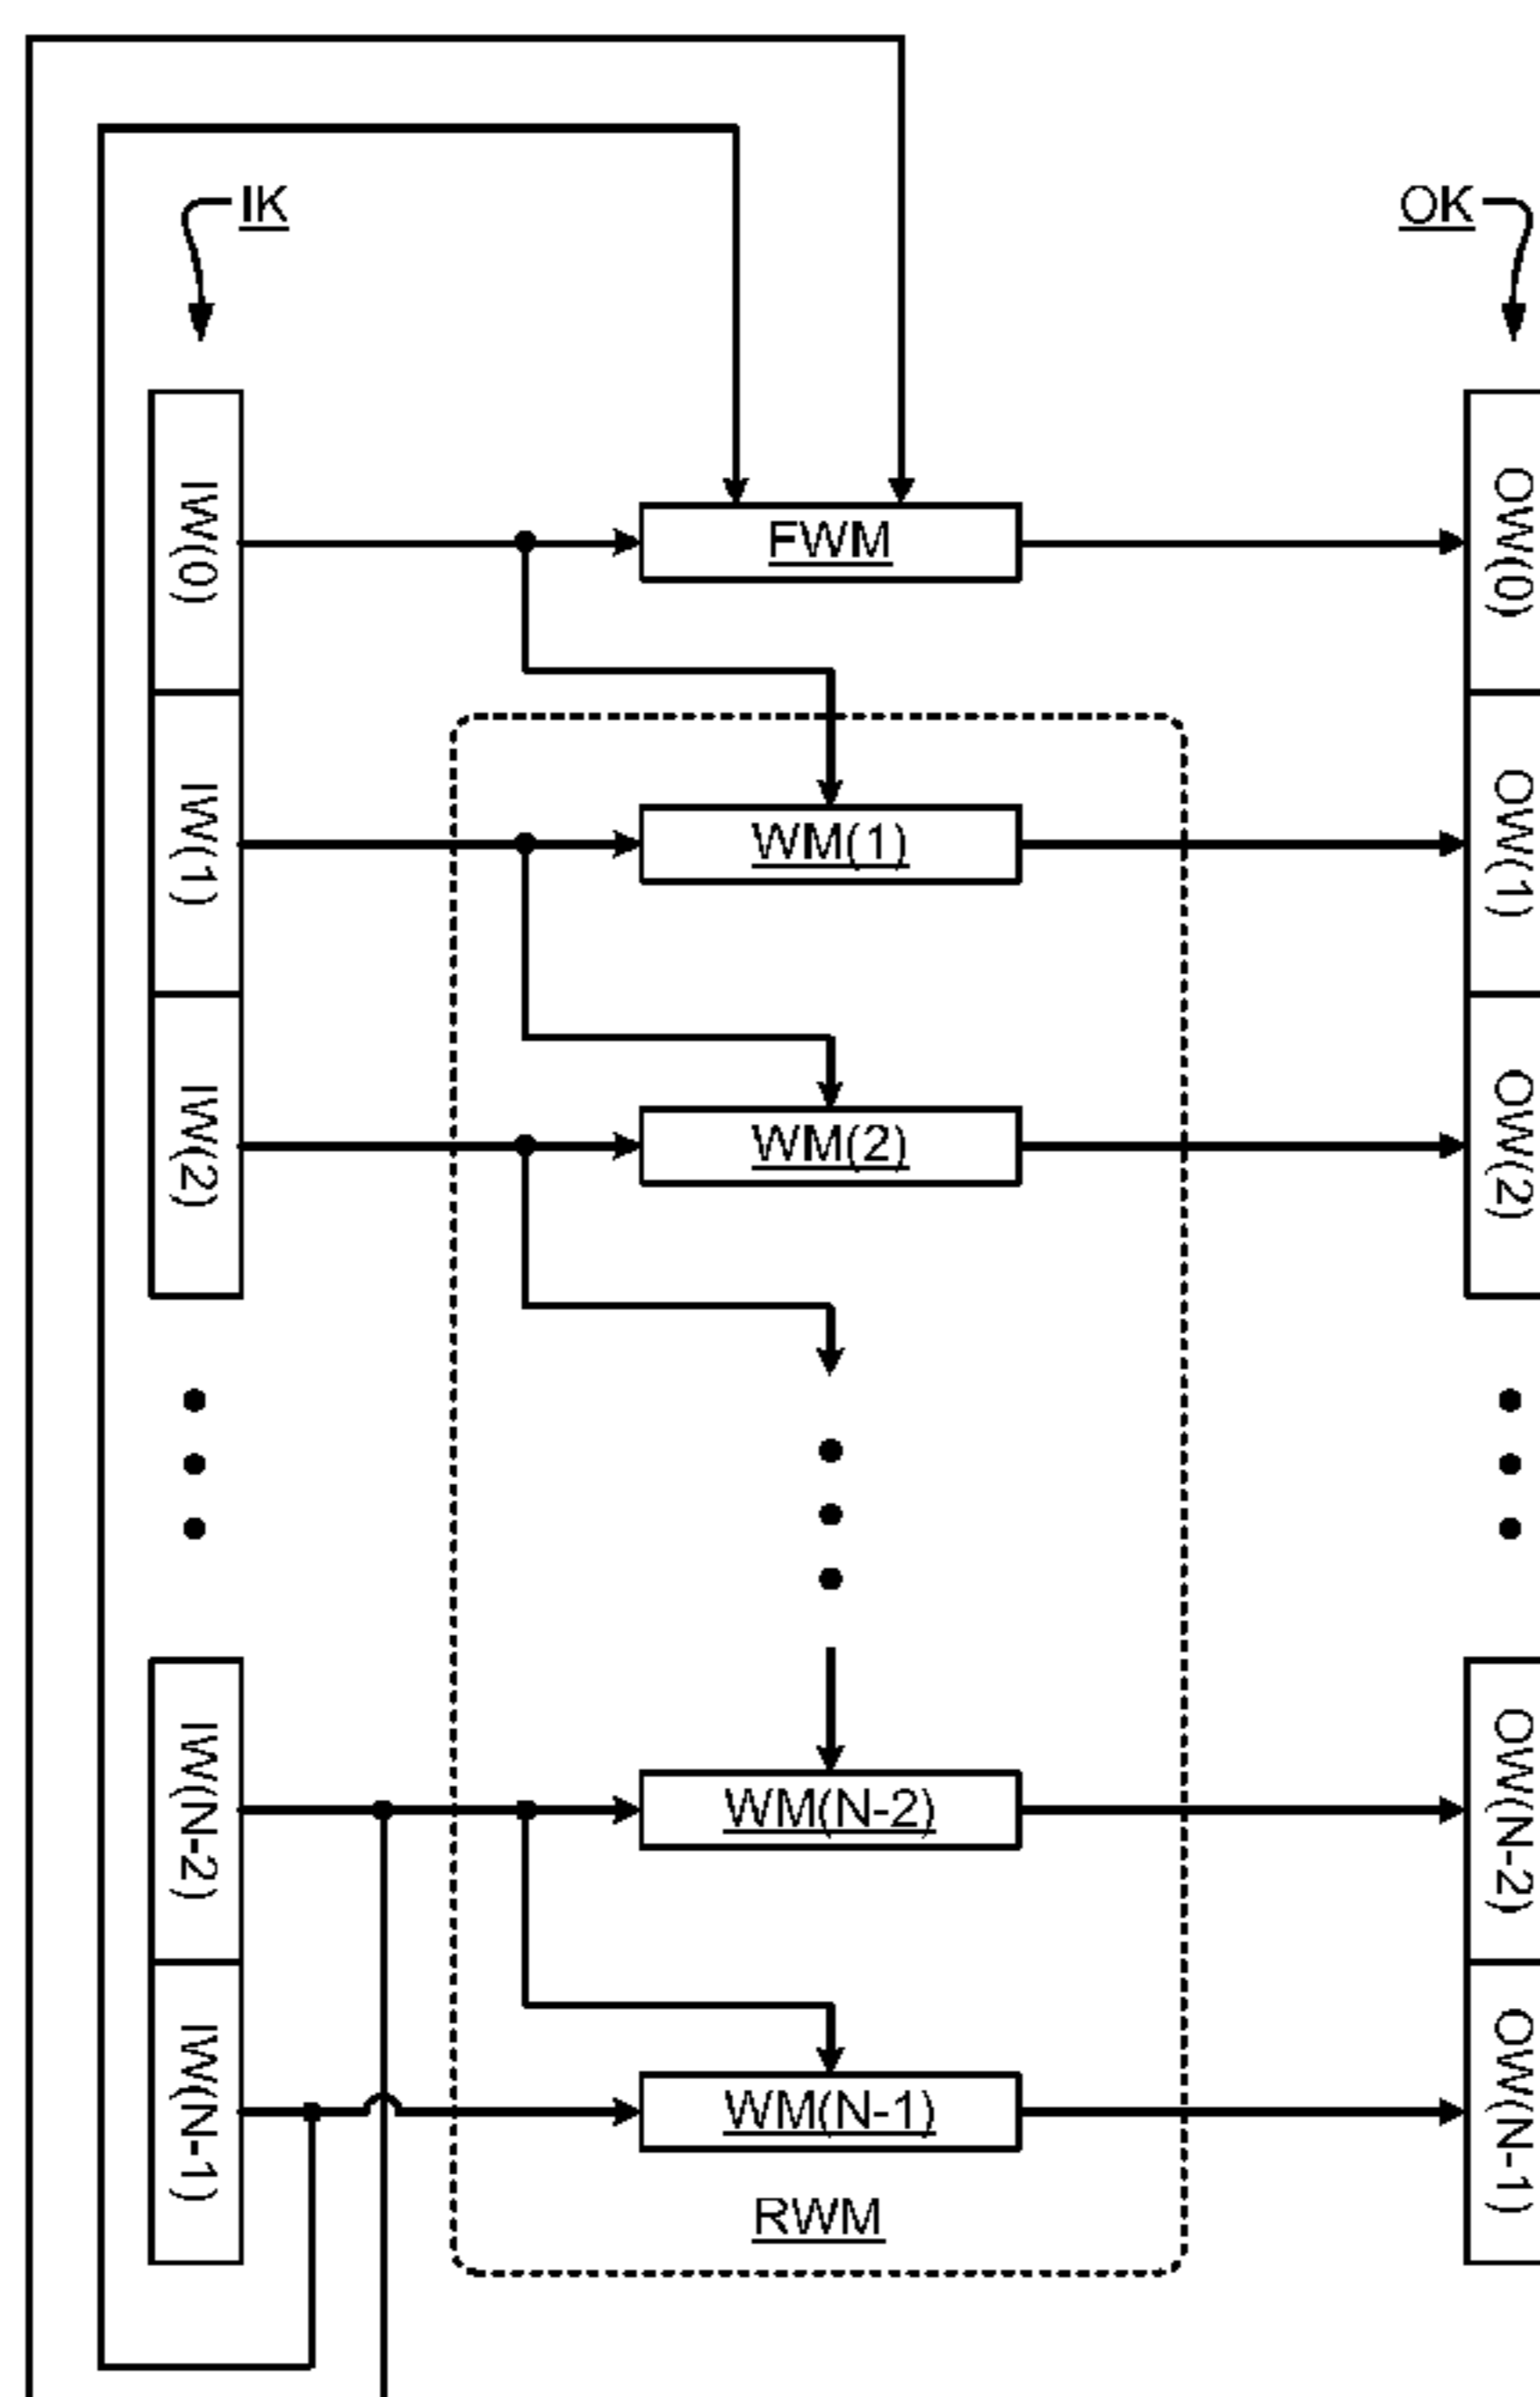 IK
OK
IW(0)
FWM
OW(0)
IW(1)
WM(1)
OW(1)
IW(2)
WM(2)
OW(2)
IW(N-2)
WM(N-2)
OW(N-2)
IW(N-1)
WM(N-1)
OW(N-1)
RWM